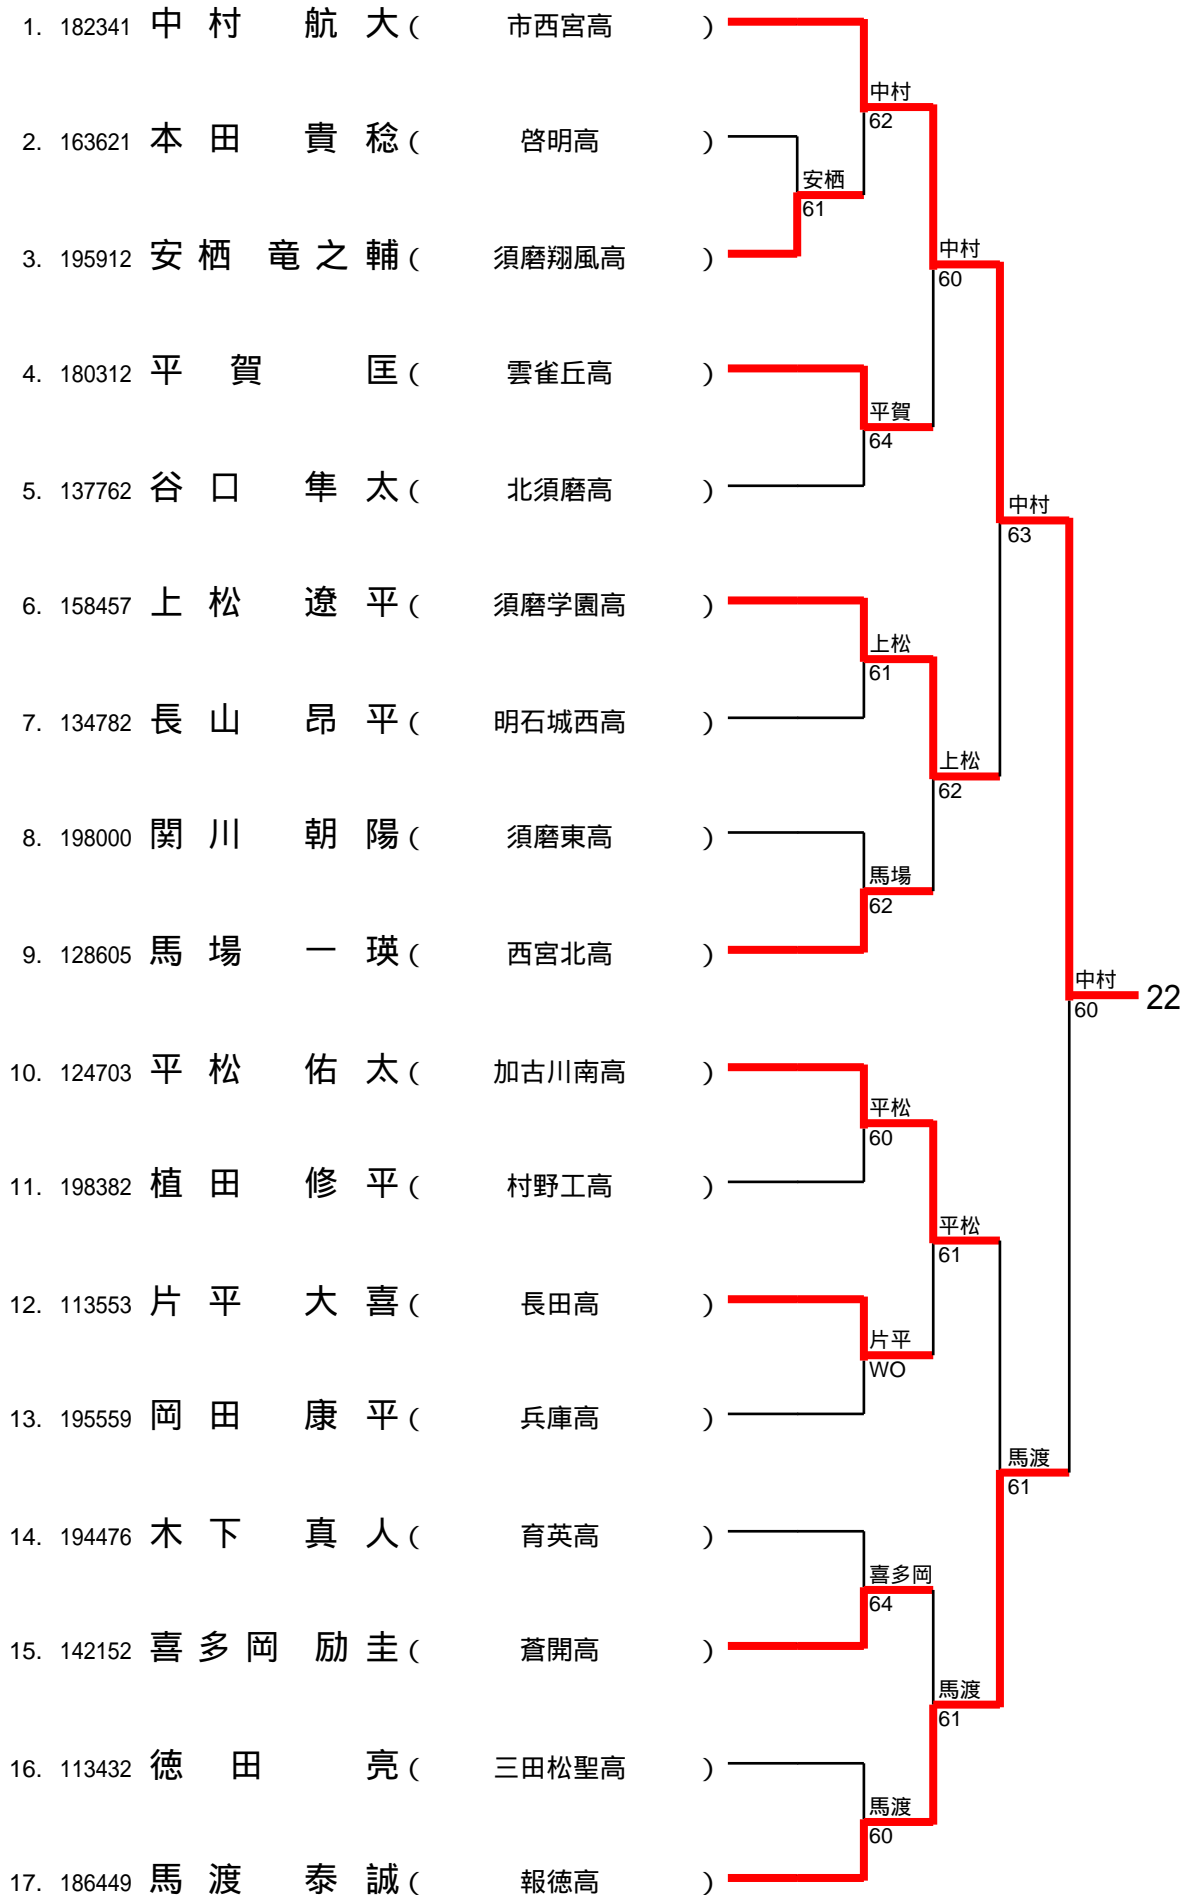 1. 182341 中村 航大 ( 市西宮高 )
中村
62
2. 163621 本田 貴稔 ( 啓明高 )
安栖
61
3. 195912 安栖 竜之輔 ( 須磨翔風高 )
中村
60
4. 180312 平賀 匡 ( 雲雀丘高 )
平賀
64
5. 137762 谷口 隼太 ( 北須磨高 )
中村
63
6. 158457 上松 遼平 ( 須磨学園高 )
上松
61
7. 134782 長山 昂平 ( 明石城西高 )
上松
62
8. 198000 関川 朝陽 ( 須磨東高 )
馬場
62
9. 128605 馬場 一瑛 ( 西宮北高 )
中村
60
22
10. 124703 平松 佑太 ( 加古川南高 )
平松
60
11. 198382 植田 修平 ( 村野工高 )
平松
61
12. 113553 片平 大喜 ( 長田高 )
片平
WO
13. 195559 岡田 康平 ( 兵庫高 )
馬渡
61
14. 194476 木下 真人 ( 育英高 )
喜多岡
64
15. 142152 喜多岡 励圭 ( 蒼開高 )
馬渡
61
16. 113432 徳田 亮 ( 三田松聖高 )
馬渡
60
17. 186449 馬渡 泰誠 ( 報徳高 )